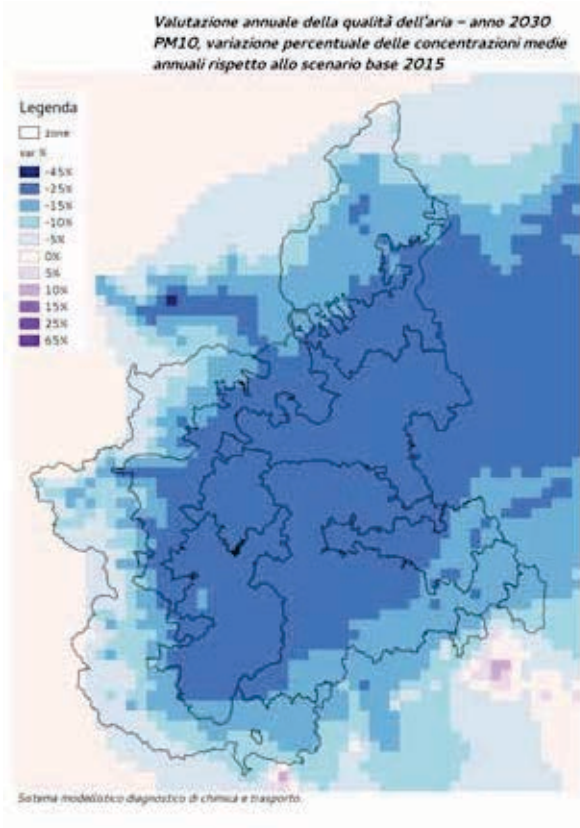 Valutazione annuale della qualità dell'aria – anno 2030
PM10, variazione percentuale delle concentrazioni medie
annuali rispetto allo scenario base 2015
Legenda
zone
var %
-45%
-25%
-15%
-10%
-5%
0%
5%
10%
15%
25%
65%
Sistema modellistico diagnostico di chimica e trasporto.